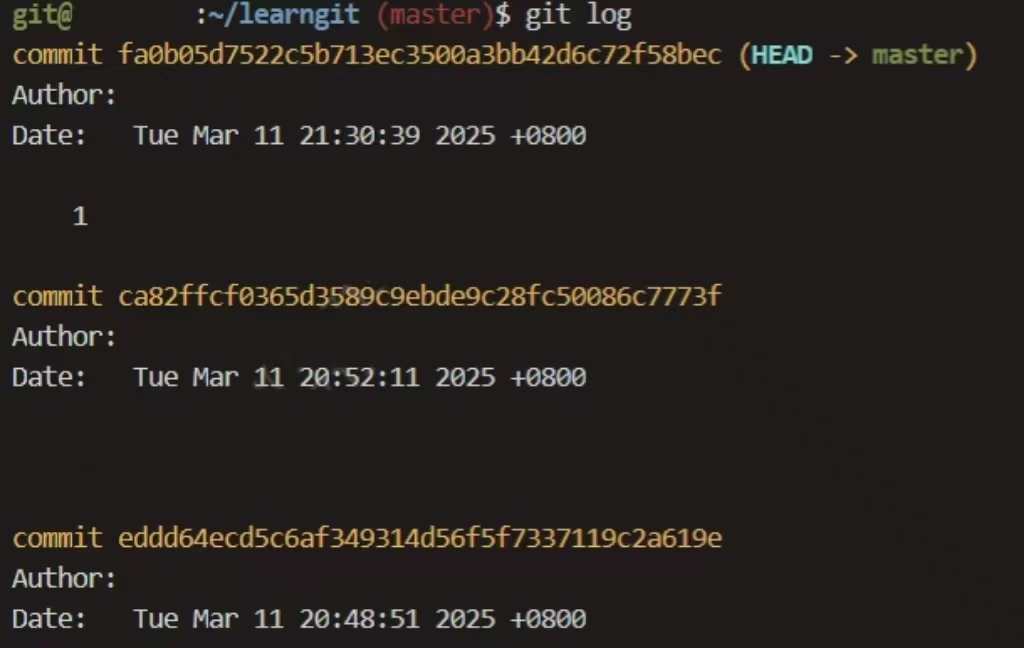 git@ :~/learngit (master)$ git log
commit fa0b05d7522c5b713ec3500a3bb42d6c72f58bec (HEAD -> master)
Author:
Date:   Tue Mar 11 21:30:39 2025 +0800
1
commit ca82ffcf0365d3589c9ebde9c28fc50086c7773f
Author:
Date:   Tue Mar 11 20:52:11 2025 +0800
commit eddd64ecd5c6af349314d56f5f7337119c2a619e
Author:
Date:   Tue Mar 11 20:48:51 2025 +0800